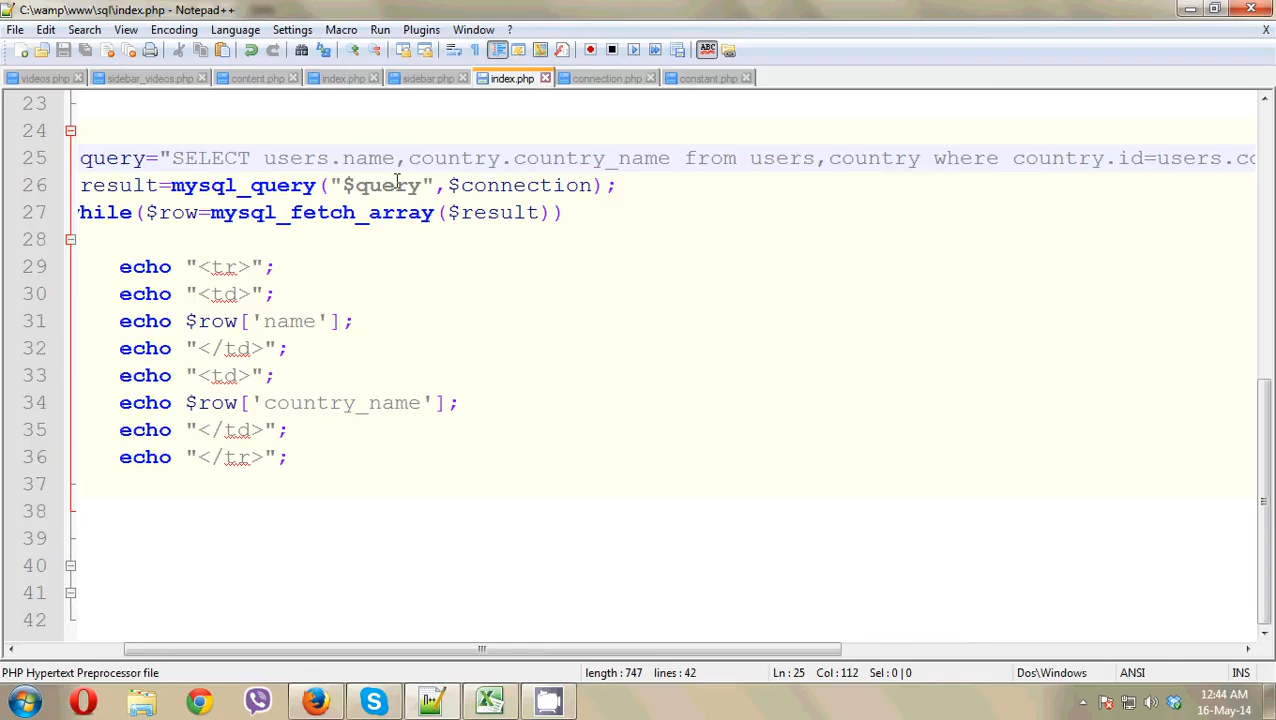 C:\wamp\www\sql\index.php - Notepad++
File Edit Search View Encoding Language Settings Macro Run Plugins Window ? X
videos.php sidebar_videos.php content.php index.php sidebar.php index.php connection.php constant.php
23
24
25 query="SELECT users.name,country.country_name from users,country where country.id=users.co
26 result=mysql_query("$query",$connection);
27 while($row=mysql_fetch_array($result))
28
29 echo "<tr>";
30 echo "<td>";
31 echo $row['name'];
32 echo "</td>";
33 echo "<td>";
34 echo $row['country_name'];
35 echo "</td>";
36 echo "</tr>";
37
38
39
40
41
42
PHP Hypertext Preprocessor file length : 747 lines : 42 Ln : 25 Col : 112 Sel : 0 | 0 Dos\Windows ANSI INS
12:44 AM
16-May-14